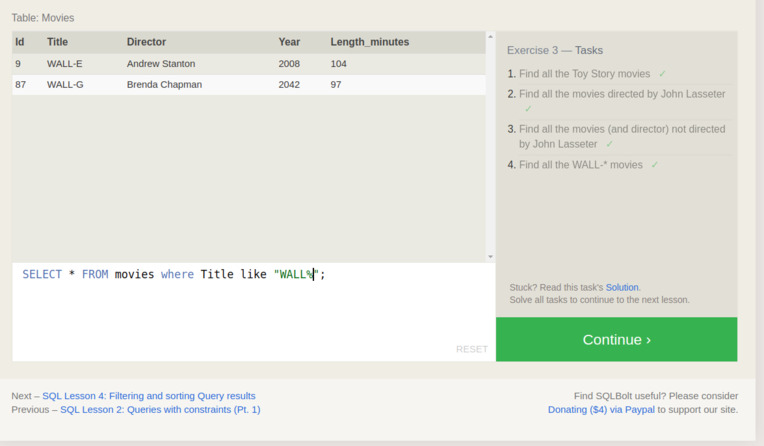 Table: Movies
Id Title Director Year Length_minutes
9 WALL-E Andrew Stanton 2008 104
87 WALL-G Brenda Chapman 2042 97
SELECT * FROM movies where Title like "WALL%";
RESET
Exercise 3 — Tasks
1. Find all the Toy Story movies ✓
2. Find all the movies directed by John Lasseter
✓
3. Find all the movies (and director) not directed
by John Lasseter ✓
4. Find all the WALL-* movies ✓
Stuck? Read this task's Solution.
Solve all tasks to continue to the next lesson.
Continue ›
Next – SQL Lesson 4: Filtering and sorting Query results
Previous – SQL Lesson 2: Queries with constraints (Pt. 1)
Find SQLBolt useful? Please consider
Donating ($4) via Paypal to support our site.